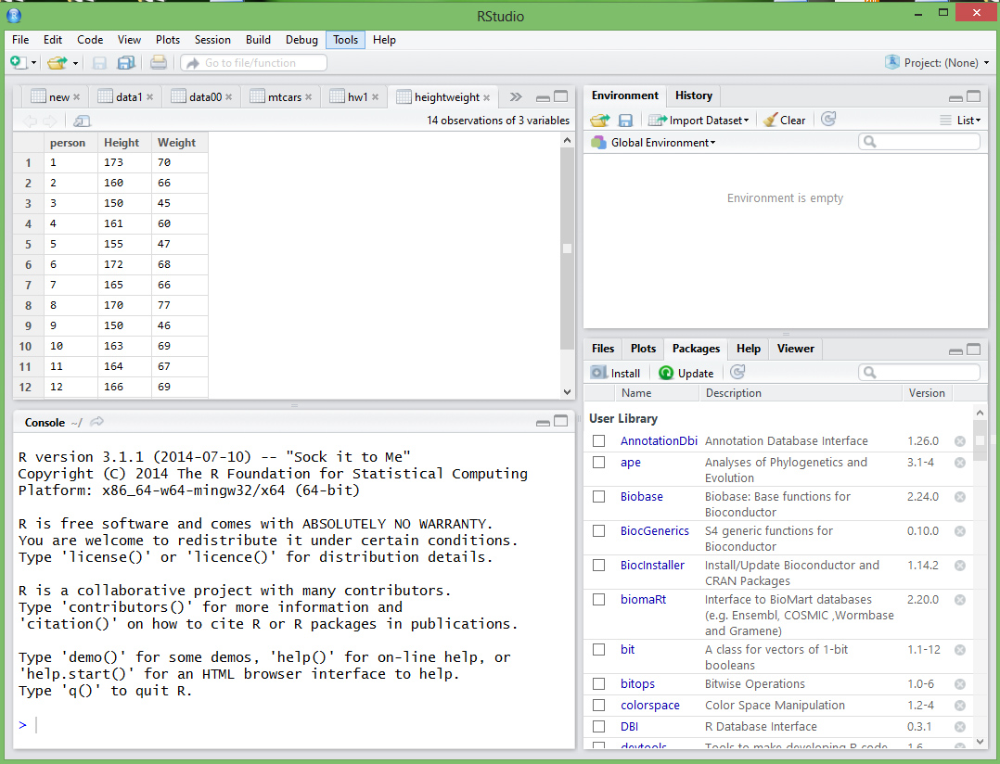 RStudio
File Edit Code View Plots Session Build Debug Tools Help
Go to file/function
Project: (None)
new data1 data00 mtcars hw1 heightweight
14 observations of 3 variables
person Height Weight
1 1 173 70
2 2 160 66
3 3 150 45
4 4 161 60
5 5 155 47
6 6 172 68
7 7 165 66
8 8 170 77
9 9 150 46
10 10 163 69
11 11 164 67
12 12 166 69
Console ~/
R version 3.1.1 (2014-07-10) -- "Sock it to Me"
Copyright (C) 2014 The R Foundation for Statistical Computing
Platform: x86_64-w64-mingw32/x64 (64-bit)
R is free software and comes with ABSOLUTELY NO WARRANTY.
You are welcome to redistribute it under certain conditions.
Type 'license()' or 'licence()' for distribution details.
R is a collaborative project with many contributors.
Type 'contributors()' for more information and
'citation()' on how to cite R or R packages in publications.
Type 'demo()' for some demos, 'help()' for on-line help, or
'help.start()' for an HTML browser interface to help.
Type 'q()' to quit R.
>
Environment History
Import Dataset Clear List
Global Environment
Environment is empty
Files Plots Packages Help Viewer
Install Update
Name Description Version
User Library
AnnotationDbi Annotation Database Interface 1.26.0
ape Analyses of Phylogenetics and 3.1-4
Evolution
Biobase Biobase: Base functions for 2.24.0
Bioconductor
BiocGenerics S4 generic functions for 0.10.0
Bioconductor
BiocInstaller Install/Update Bioconductor and 1.14.2
CRAN Packages
biomaRt Interface to BioMart databases 2.20.0
(e.g. Ensembl, COSMIC ,Wormbase
and Gramene)
bit A class for vectors of 1-bit 1.1-12
booleans
bitops Bitwise Operations 1.0-6
colorspace Color Space Manipulation 1.2-4
DBI R Database Interface 0.3.1
devtools Tools to make developing R code 1.6